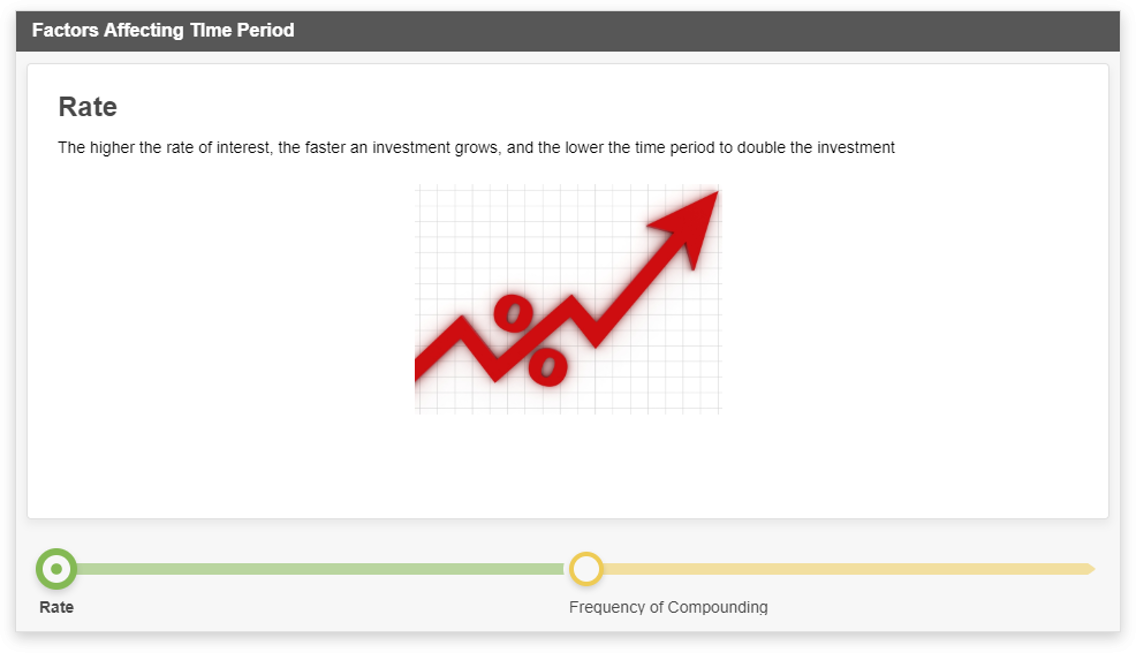 Factors Affecting TIme Period
Rate
The higher the rate of interest, the faster an investment grows, and the lower the time period to double the investment
%
Rate
Frequency of Compounding